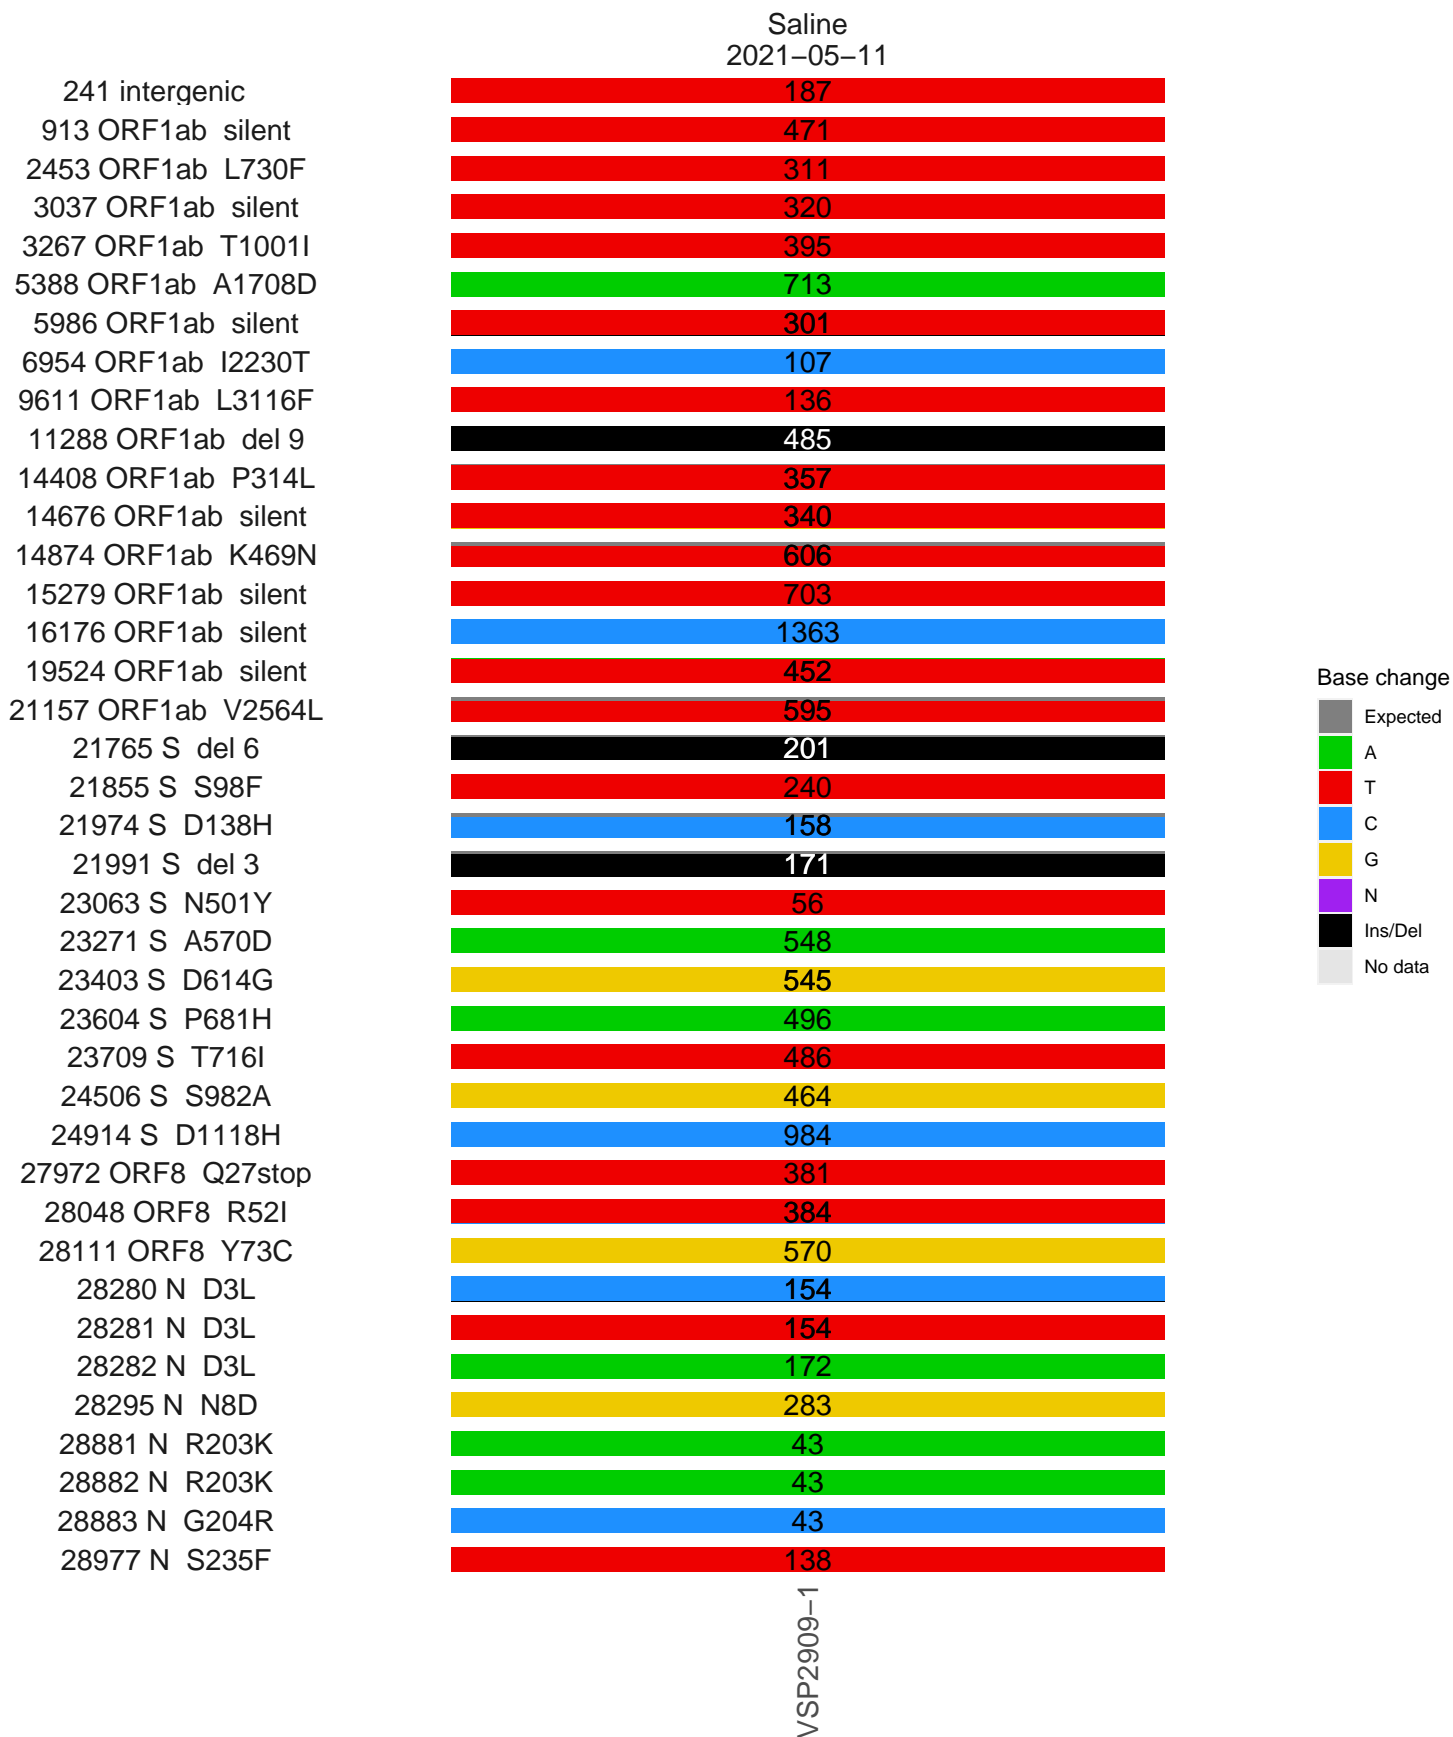 Saline
2021−05−11
241 intergenic 187
913 ORF1ab silent 471
2453 ORF1ab L730F 311
3037 ORF1ab silent 320
3267 ORF1ab T1001I 395
5388 ORF1ab A1708D 713
5986 ORF1ab silent 301
6954 ORF1ab I2230T 107
9611 ORF1ab L3116F 136
11288 ORF1ab del 9 485
14408 ORF1ab P314L 357
14676 ORF1ab silent 340
14874 ORF1ab K469N 606
15279 ORF1ab silent 703
16176 ORF1ab silent 1363
19524 ORF1ab silent 452
21157 ORF1ab V2564L 595
21765 S del 6 201
21855 S S98F 240
21974 S D138H 158
21991 S del 3 171
23063 S N501Y 56
23271 S A570D 548
23403 S D614G 545
23604 S P681H 496
23709 S T716I 486
24506 S S982A 464
24914 S D1118H 984
27972 ORF8 Q27stop 381
28048 ORF8 R52I 384
28111 ORF8 Y73C 570
28280 N D3L 154
28281 N D3L 154
28282 N D3L 172
28295 N N8D 283
28881 N R203K 43
28882 N R203K 43
28883 N G204R 43
28977 N S235F 138
VSP2909−1
Base change
Expected
A
T
C
G
N
Ins/Del
No data